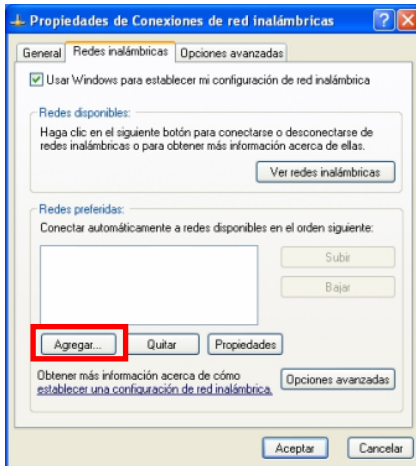 Propiedades de Conexiones de red inalámbricas
General
Redes inalámbricas
Opciones avanzadas
Usar Windows para establecer mi configuración de red inalámbrica
Redes disponibles:
Haga clic en el siguiente botón para conectarse o desconectarse de
redes inalámbricas o para obtener más información acerca de ellas.
Ver redes inalámbricas
Redes preferidas:
Conectar automáticamente a redes disponibles en el orden siguiente:
Subir
Bajar
Agregar...
Quitar
Propiedades
Obtener más información acerca de cómo
establecer una configuración de red inalámbrica.
Opciones avanzadas
Aceptar
Cancelar